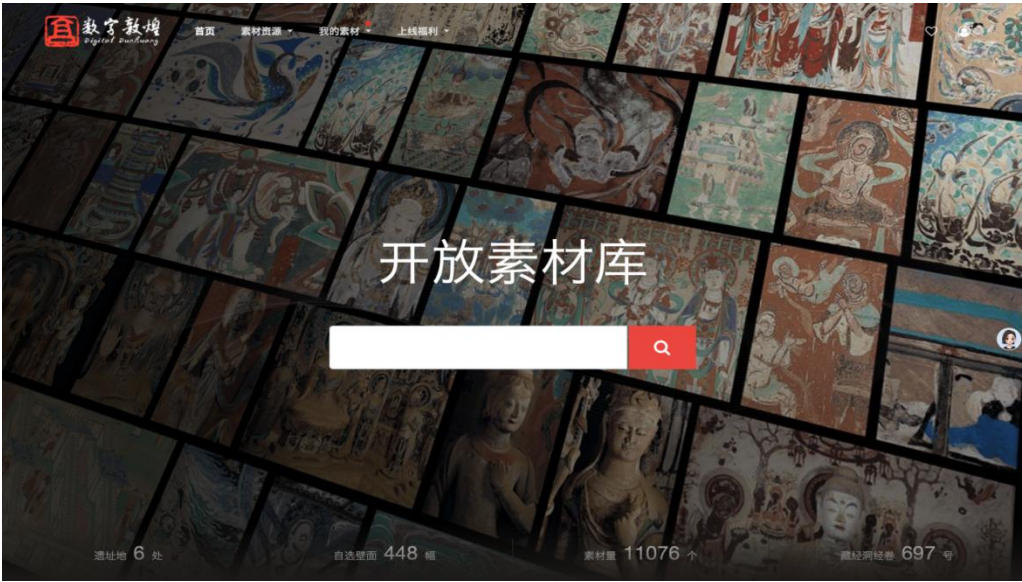 数字敦煌
Digital Dunhuang
首页 素材资源 我的素材 上线福利
开放素材库
遗址地 6 处 自选壁面 448 幅 素材量 11076 个 藏经洞经卷 697 号